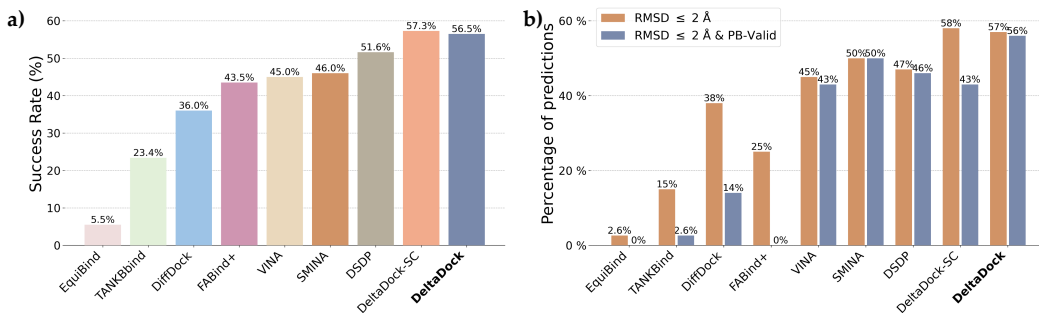 a)
Success Rate (%)
60
50
40
30
20
10
0
5.5%
23.4%
36.0%
43.5%
45.0%
46.0%
51.6%
57.3%
56.5%
EquiBind
TANKBbind
DiffDock
FABind+
VINA
SMINA
DSDP
DeltaDock-SC
DeltaDock
b)
Percentage of predictions
60 %
40 %
20 %
0 %
RMSD ≤ 2 Å
RMSD ≤ 2 Å & PB-Valid
2.6%
0%
15%
2.6%
38%
14%
25%
0%
45%
43%
50%
50%
47%
46%
58%
43%
57%
56%
EquiBind
TANKBind
DiffDock
FABind+
VINA
SMINA
DSDP
DeltaDock-SC
DeltaDock